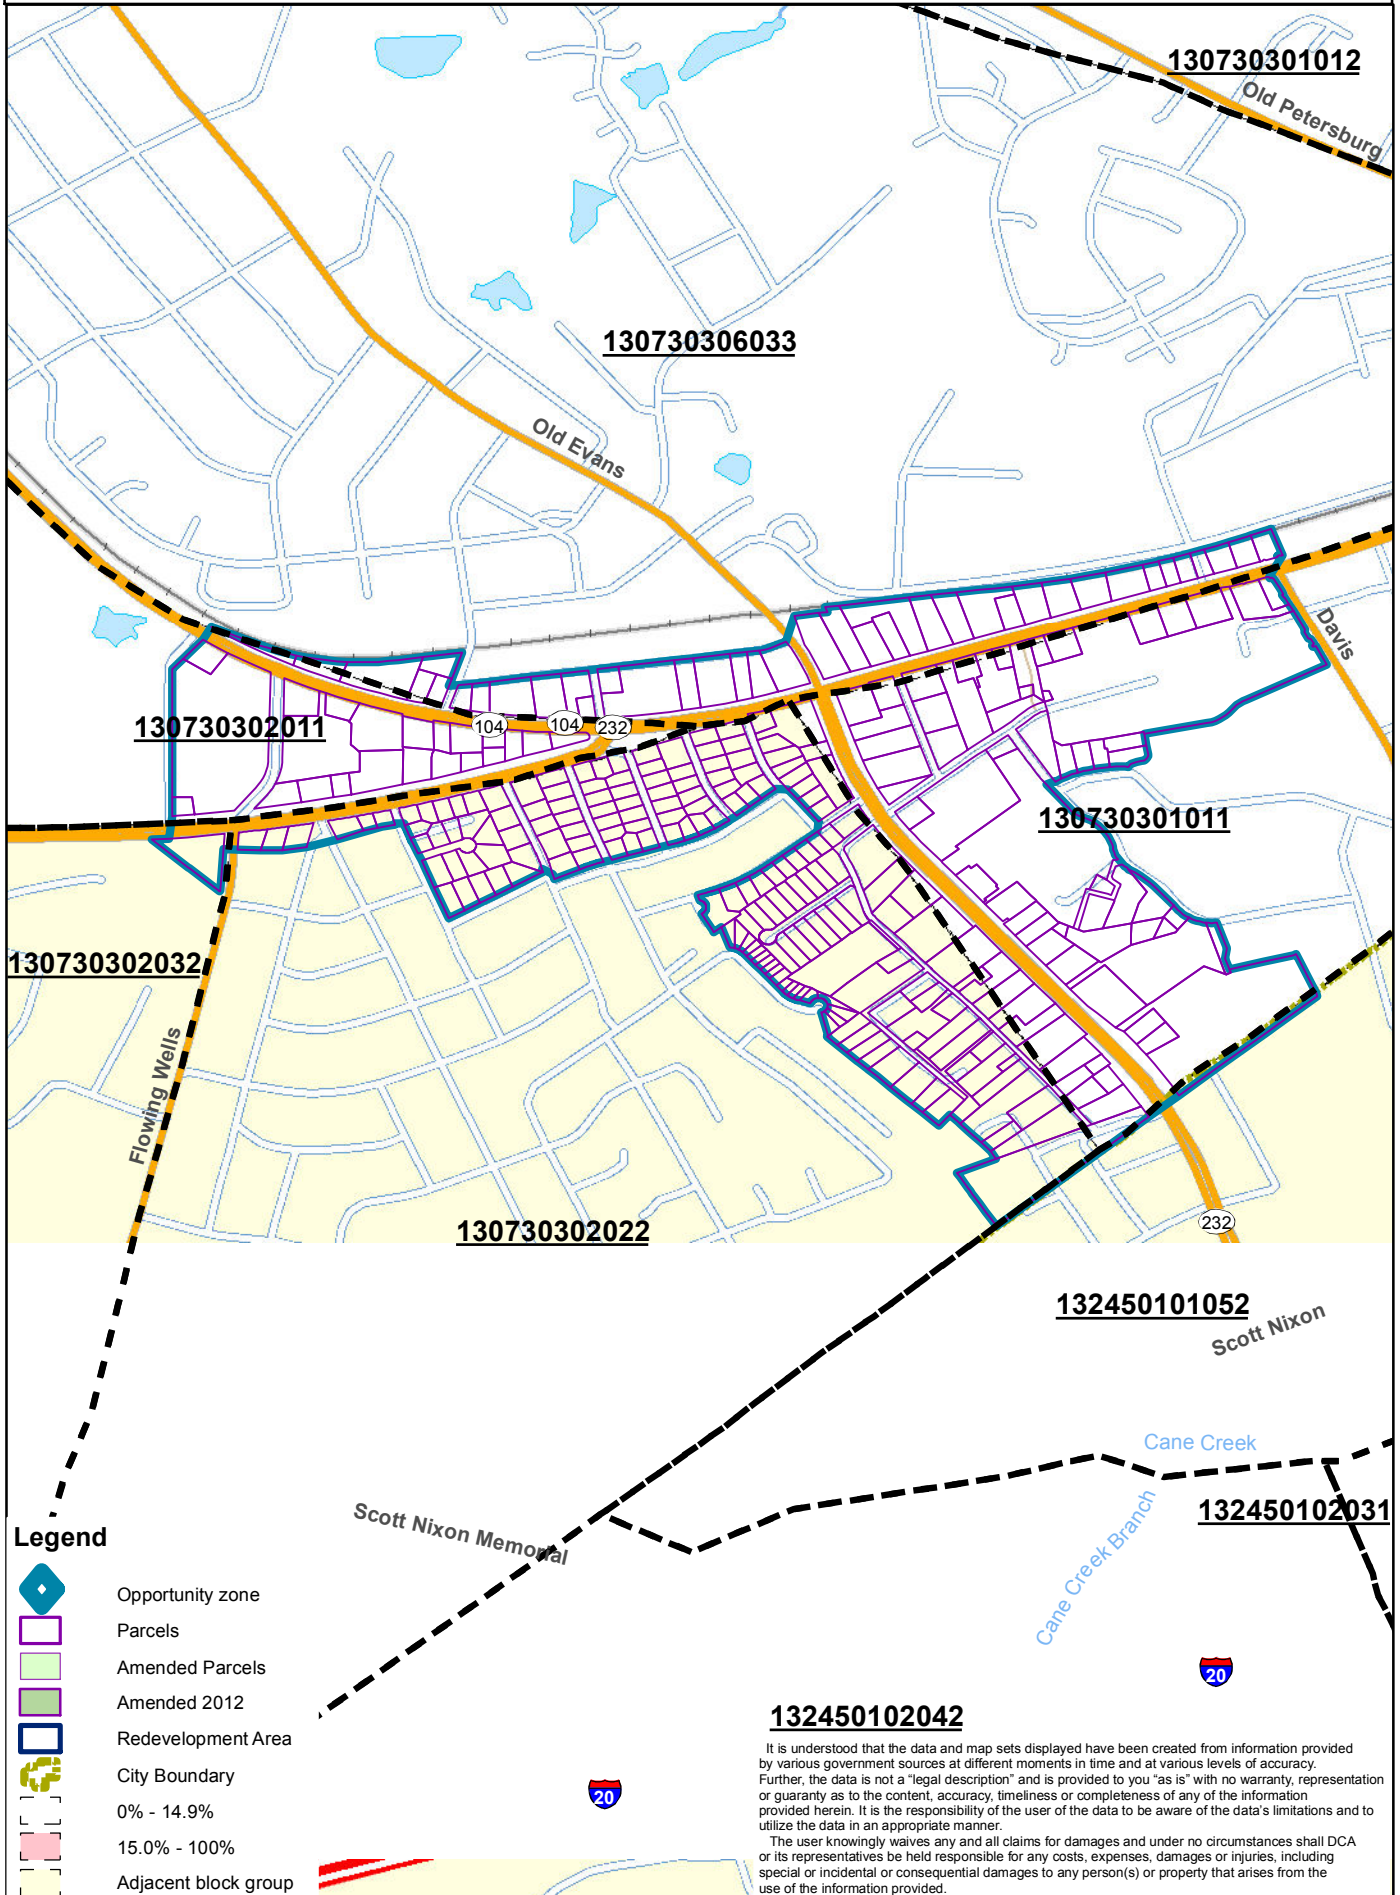 130730301012
Old Petersburg
130730306033
Old Evans
Davis
130730302011
104
104
232
130730301011
130730302032
Flowing Wells
130730302022
232
132450101052
Scott Nixon
Cane Creek
132450102031
Scott Nixon Memorial
Cane Creek Branch
20
132450102042
20
Legend
Opportunity zone
Parcels
Amended Parcels
Amended 2012
Redevelopment Area
City Boundary
0% - 14.9%
15.0% - 100%
Adjacent block group
It is understood that the data and map sets displayed have been created from information provided
by various government sources at different moments in time and at various levels of accuracy.
Further, the data is not a “legal description” and is provided to you “as is” with no warranty, representation
or guaranty as to the content, accuracy, timeliness or completeness of any of the information
provided herein. It is the responsibility of the user of the data to be aware of the data’s limitations and to
utilize the data in an appropriate manner.
The user knowingly waives any and all claims for damages and under no circumstances shall DCA
or its representatives be held responsible for any costs, expenses, damages or injuries, including
special or incidental or consequential damages to any person(s) or property that arises from the
use of the information provided.